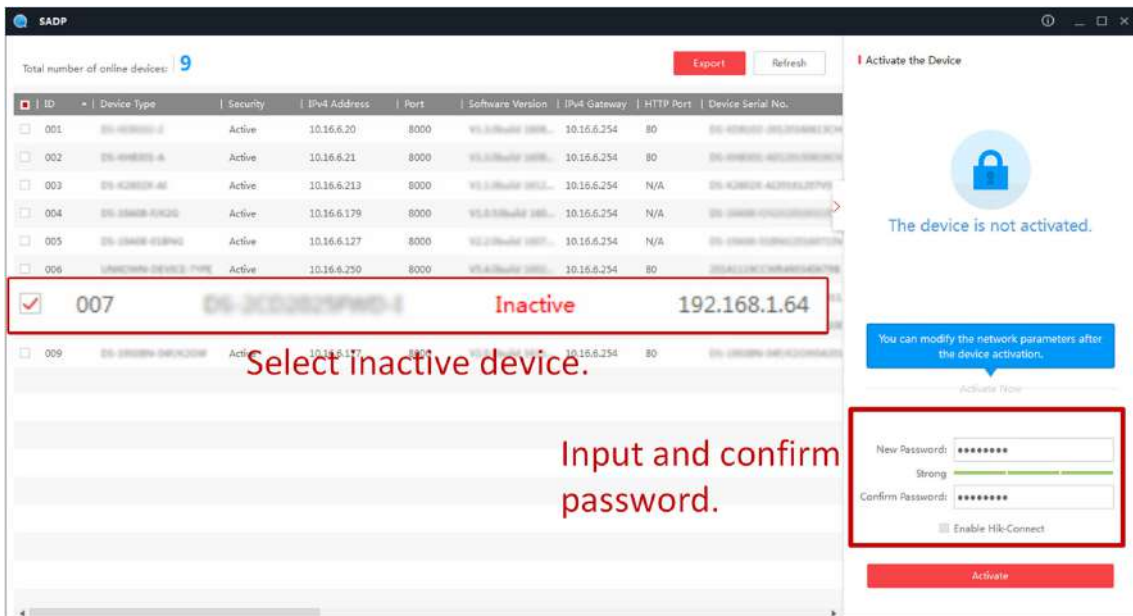 SADP
Total number of online devices: 9
Export
Refresh
ID | Device Type | Security | IPv4 Address | Port | Software Version | IPv4 Gateway | HTTP Port | Device Serial No.
001 Active 10.16.6.20 8000 10.16.6.254 80
002 Active 10.16.6.21 8000 10.16.6.254 80
003 Active 10.16.6.213 8000 10.16.6.254 N/A
004 Active 10.16.6.179 8000 10.16.6.254 N/A
005 Active 10.16.6.127 8000 10.16.6.254 N/A
006 UNKNOWN DEVICE TYPE Active 10.16.6.250 8000 10.16.6.254 80
007 Inactive 192.168.1.64
009 Active 8000 10.16.6.254 80
Select inactive device.
Input and confirm
password.
Activate the Device
The device is not activated.
You can modify the network parameters after
the device activation.
Activate Now
New Password: ••••••••
Strong
Confirm Password: ••••••••
Enable Hik-Connect
Activate